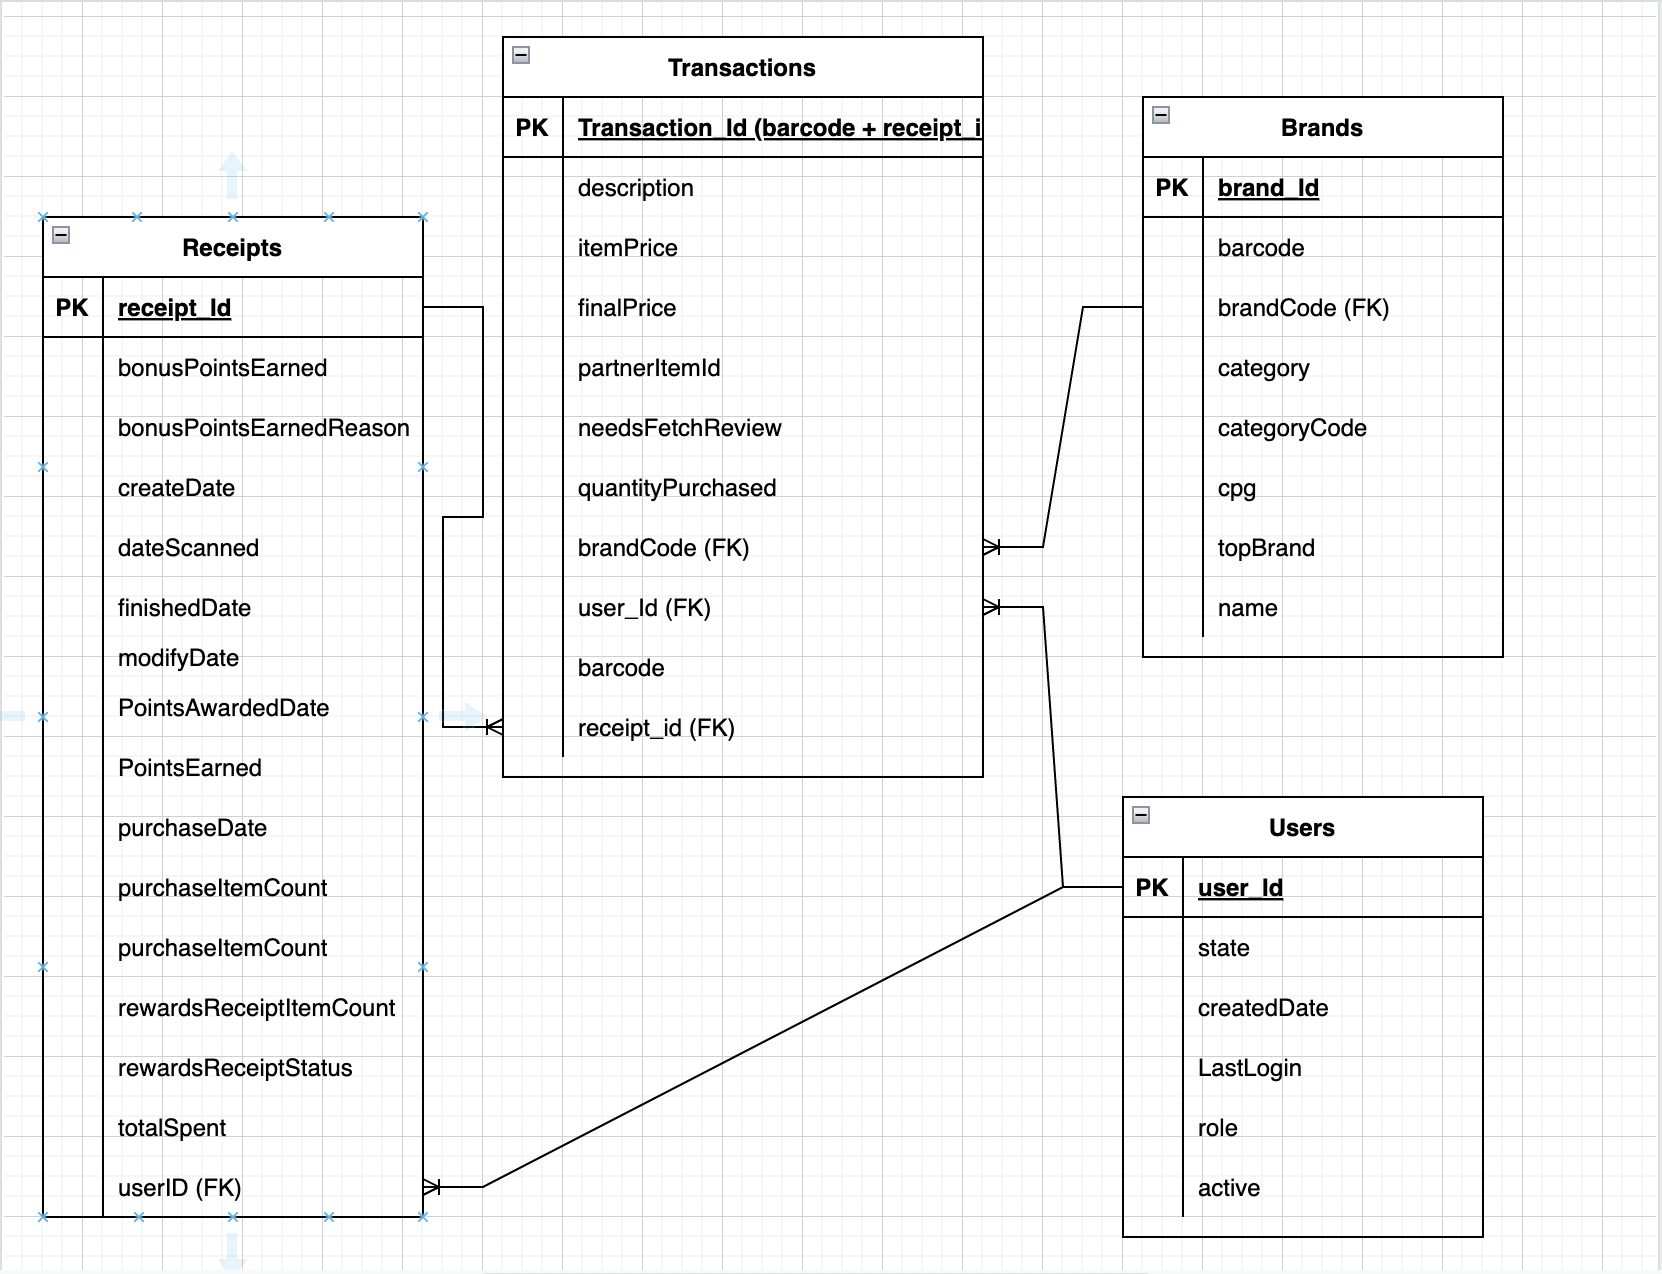 Transactions
PK Transaction_Id (barcode + receipt_i
description
itemPrice
finalPrice
partnerItemId
needsFetchReview
quantityPurchased
brandCode (FK)
user_Id (FK)
barcode
receipt_id (FK)
Brands
PK brand_Id
barcode
brandCode (FK)
category
categoryCode
cpg
topBrand
name
Receipts
PK receipt_Id
bonusPointsEarned
bonusPointsEarnedReason
createDate
dateScanned
finishedDate
modifyDate
PointsAwardedDate
PointsEarned
purchaseDate
purchaseItemCount
purchaseItemCount
rewardsReceiptItemCount
rewardsReceiptStatus
totalSpent
userID (FK)
Users
PK user_Id
state
createdDate
LastLogin
role
active